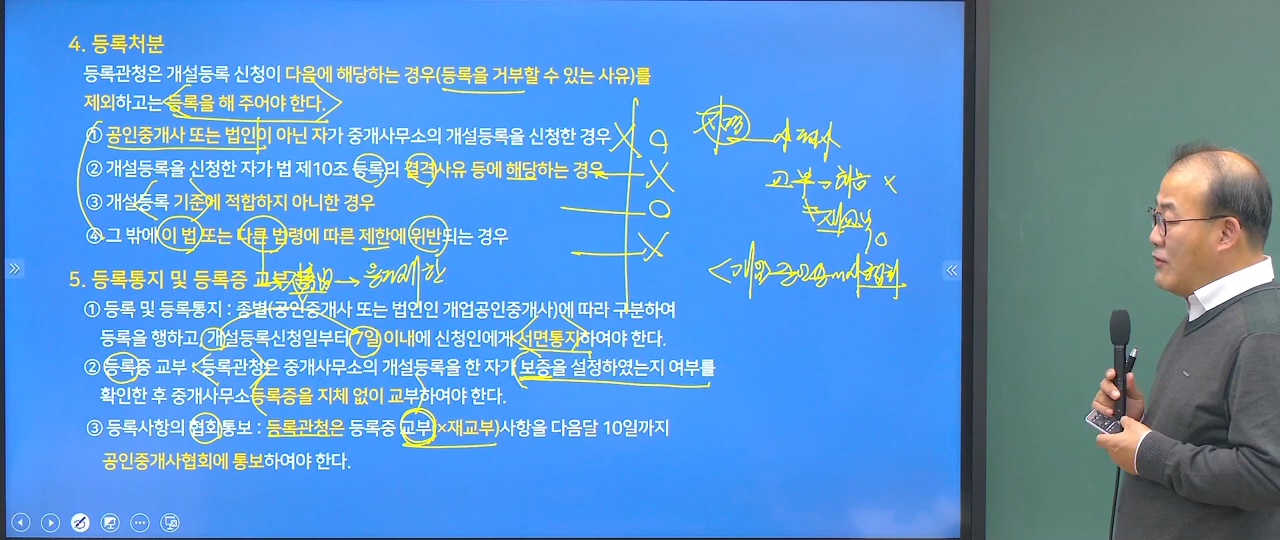 4. 등록처분
등록관청은 개설등록 신청이 다음에 해당하는 경우(등록을 거부할 수 있는 사유)를
제외하고는 등록을 해 주어야 한다.
① 공인중개사 또는 법인이 아닌 자가 중개사무소의 개설등록을 신청한 경우
② 개설등록을 신청한 자가 법 제10조 등록의 결격사유 등에 해당하는 경우
③ 개설등록 기준에 적합하지 아니한 경우
④ 그 밖에 이 법 또는 다른 법령에 따른 제한에 위반되는 경우
5. 등록통지 및 등록증 교부
① 등록 및 등록통지 : 종별(공인중개사 또는 법인인 개업공인중개사)에 따라 구분하여
등록을 행하고, 개설등록신청일부터 7일 이내에 신청인에게 서면통지하여야 한다.
② 등록증 교부 : 등록관청은 중개사무소의 개설등록을 한 자가 보증을 설정하였는지 여부를
확인한 후 중개사무소등록증을 지체 없이 교부하여야 한다.
③ 등록사항의 협회통보 : 등록관청은 등록증 교부(×재교부)사항을 다음달 10일까지
공인중개사협회에 통보하여야 한다.